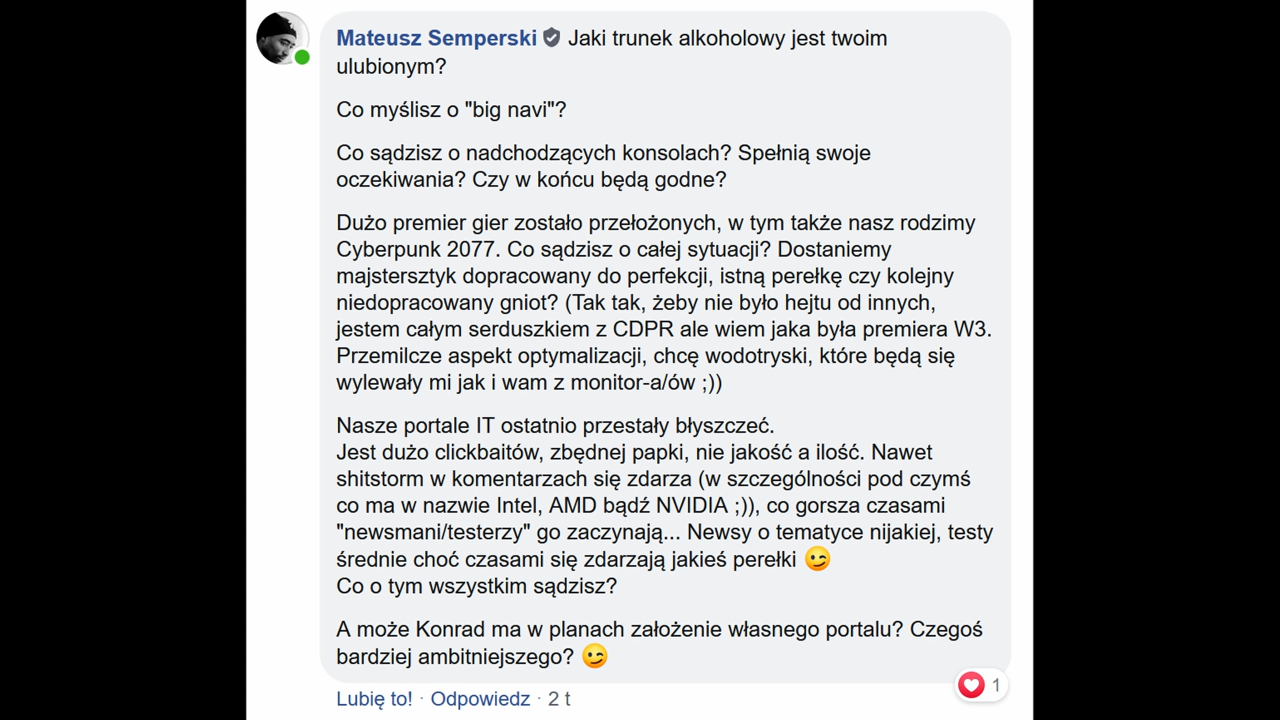 Mateusz Semperski Jaki trunek alkoholowy jest twoim
ulubionym?
Co myślisz o "big navi"?
Co sądzisz o nadchodzących konsolach? Spełnią swoje
oczekiwania? Czy w końcu będą godne?
Dużo premier gier zostało przełożonych, w tym także nasz rodzimy
Cyberpunk 2077. Co sądzisz o całej sytuacji? Dostaniemy
majstersztyk dopracowany do perfekcji, istną perełkę czy kolejny
niedopracowany gniot? (Tak tak, żeby nie było hejtu od innych,
jestem całym serduszkiem z CDPR ale wiem jaka była premiera W3.
Przemilcze aspekt optymalizacji, chcę wodotryski, które będą się
wylewały mi jak i wam z monitor-a/ów ;))
Nasze portale IT ostatnio przestały błyszczeć.
Jest dużo clickbaitów, zbędnej papki, nie jakość a ilość. Nawet
shitstorm w komentarzach się zdarza (w szczególności pod czymś
co ma w nazwie Intel, AMD bądź NVIDIA ;)), co gorsza czasami
"newsmani/testerzy" go zaczynają... Newsy o tematyce nijakiej, testy
średnie choć czasami się zdarzają jakieś perełki 😉
Co o tym wszystkim sądzisz?
A może Konrad ma w planach założenie własnego portalu? Czegoś
bardziej ambitniejszego? 😉
1
Lubię to! · Odpowiedz · 2 t